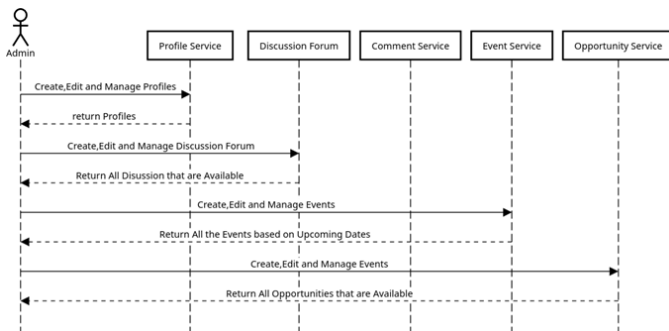 Admin
Profile Service
Discussion Forum
Comment Service
Event Service
Opportunity Service
Create,Edit and Manage Profiles
return Profiles
Create,Edit and Manage Discussion Forum
Return All Disussion that are Available
Create,Edit and Manage Events
Return All the Events based on Upcoming Dates
Create,Edit and Manage Events
Return All Opportunities that are Available